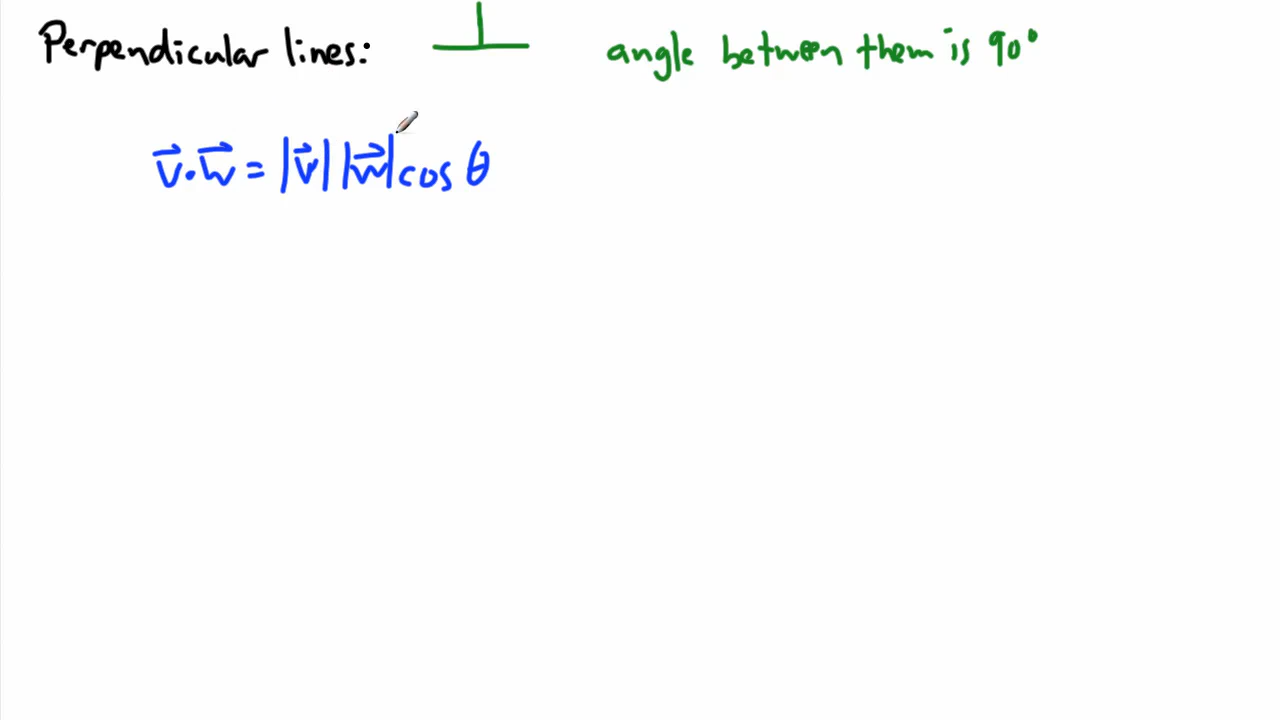 Perpendicular lines: angle between them is 90°
v⃗·w⃗ = |v⃗| |w⃗| cos θ